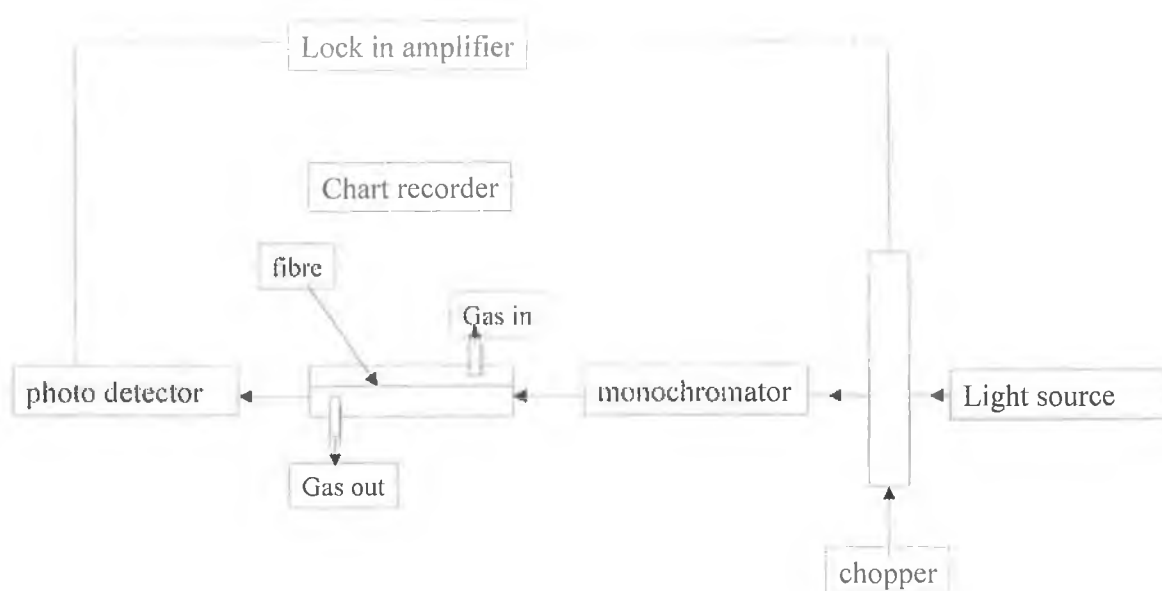 Lock in amplifier
Chart recorder
fibre
Gas in
photo detector
monochromator
Light source
Gas out
chopper